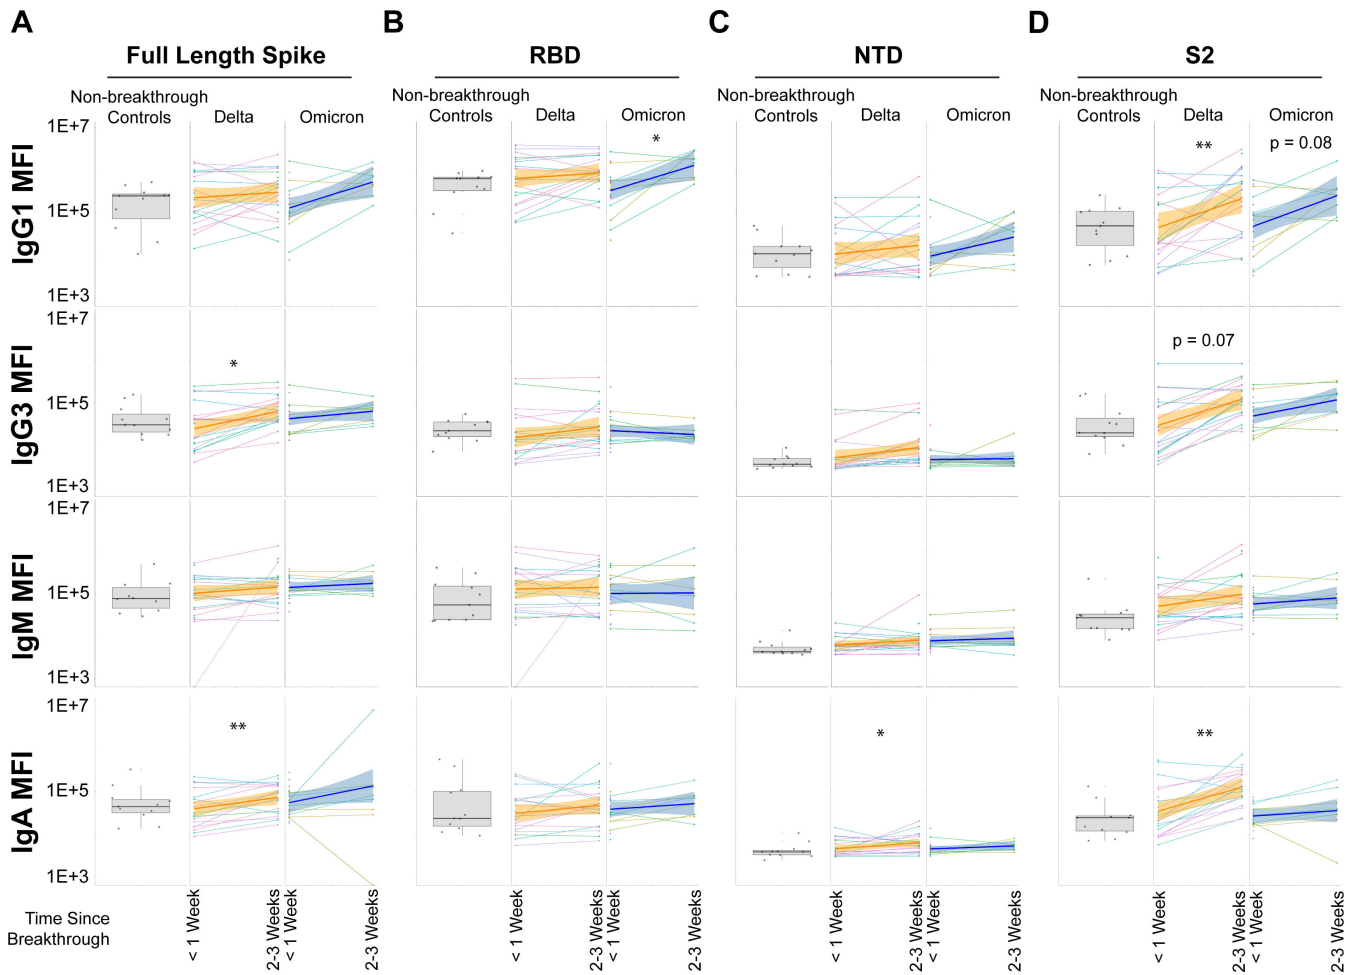 A
B
C
D
Full Length Spike
RBD
NTD
S2
Non-breakthrough
Controls
Delta
Omicron
Non-breakthrough
Controls
Delta
Omicron
Non-breakthrough
Controls
Delta
Omicron
Non-breakthrough
Controls
Delta
Omicron
IgG1 MFI
1E+7
1E+5
1E+3
*
**
p = 0.08
IgG3 MFI
1E+7
1E+5
1E+3
*
p = 0.07
IgM MFI
1E+7
1E+5
1E+3
IgA MFI
1E+7
1E+5
1E+3
**
*
**
Time Since
Breakthrough
< 1 Week
2-3 Weeks
< 1 Week
2-3 Weeks
< 1 Week
2-3 Weeks
< 1 Week
2-3 Weeks
< 1 Week
2-3 Weeks
< 1 Week
2-3 Weeks
< 1 Week
2-3 Weeks
< 1 Week
2-3 Weeks